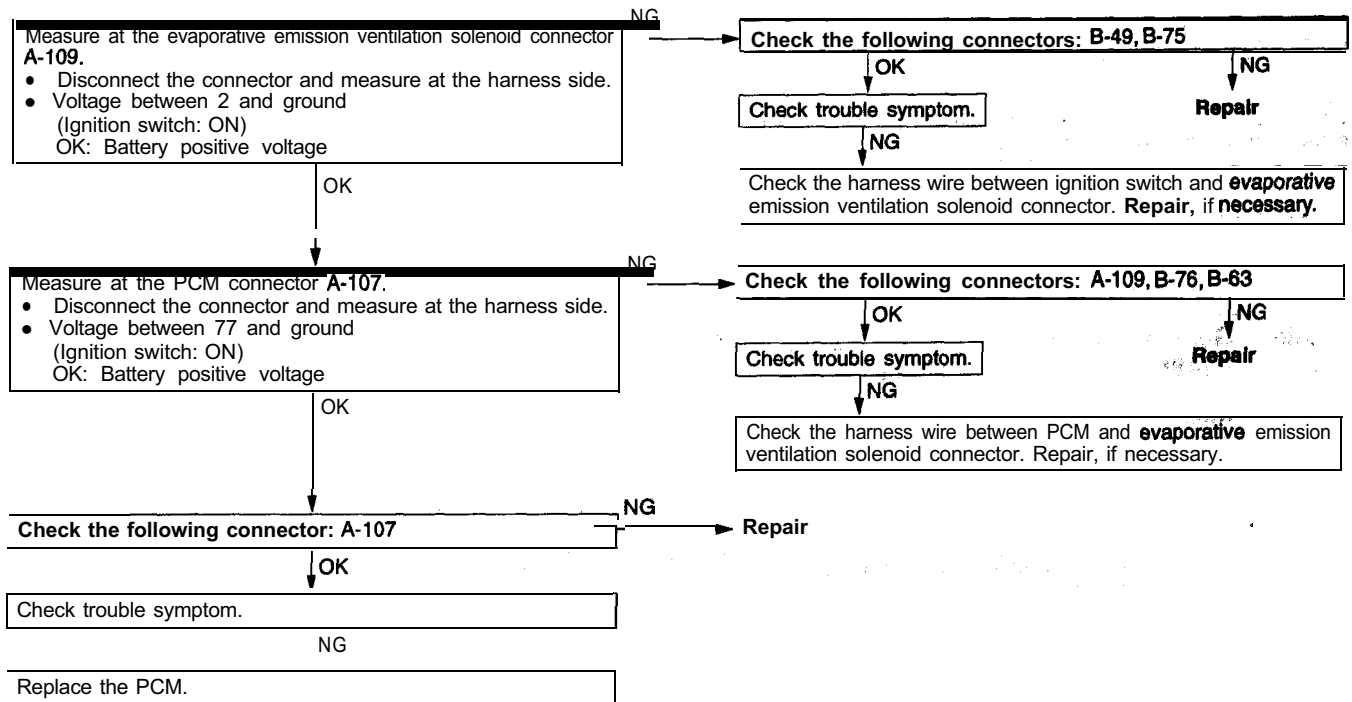 NG
Measure at the evaporative emission ventilation solenoid connector
A-109.
• Disconnect the connector and measure at the harness side.
• Voltage between 2 and ground
(Ignition switch: ON)
OK: Battery positive voltage
Check the following connectors: B-49, B-75
OK
NG
Check trouble symptom.
Repair
NG
Check the harness wire between ignition switch and evaporative
emission ventilation solenoid connector. Repair, if necessary.
OK
NG
Measure at the PCM connector A-107.
• Disconnect the connector and measure at the harness side.
• Voltage between 77 and ground
(Ignition switch: ON)
OK: Battery positive voltage
Check the following connectors: A-109, B-76, B-63
OK
NG
Check trouble symptom.
Repair
NG
Check the harness wire between PCM and evaporative emission
ventilation solenoid connector. Repair, if necessary.
OK
NG
Check the following connector: A-107
Repair
OK
Check trouble symptom.
NG
Replace the PCM.